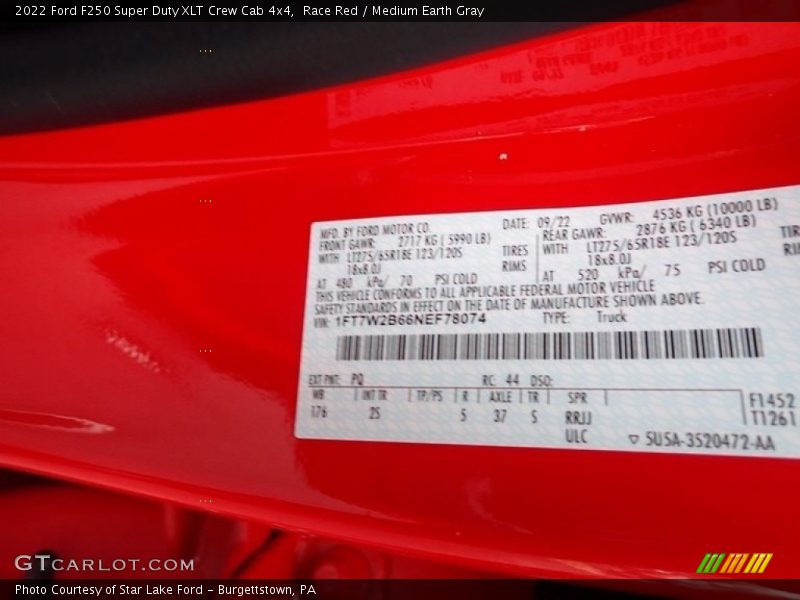 2022 Ford F250 Super Duty XLT Crew Cab 4x4, Race Red / Medium Earth Gray
MFD. BY FORD MOTOR CO. DATE: 09/22 GVWR: 4536 KG (10000 LB)
FRONT GAWR: 2717 KG (5990 LB) REAR GAWR: 2876 KG (6340 LB)
WITH LT275/65R18E 123/120S TIRES WITH LT275/65R18E 123/120S TIR
18x8.0J RIMS 18x8.0J RI
AT 480 kPa/ 70 PSI COLD AT 520 kPa/ 75 PSI COLD
THIS VEHICLE CONFORMS TO ALL APPLICABLE FEDERAL MOTOR VEHICLE
SAFETY STANDARDS IN EFFECT ON THE DATE OF MANUFACTURE SHOWN ABOVE.
VIN: 1FT7W2B66NEF78074 TYPE: Truck
EXT PNT: PQ RC: 44 DSO:
WB INT TR TP/PS R AXLE TR SPR F1452
176 2S 5 37 S RRJJ T1261
ULC 5U5A-3520472-AA
GTCARLOT.COM
Photo Courtesy of Star Lake Ford - Burgettstown, PA